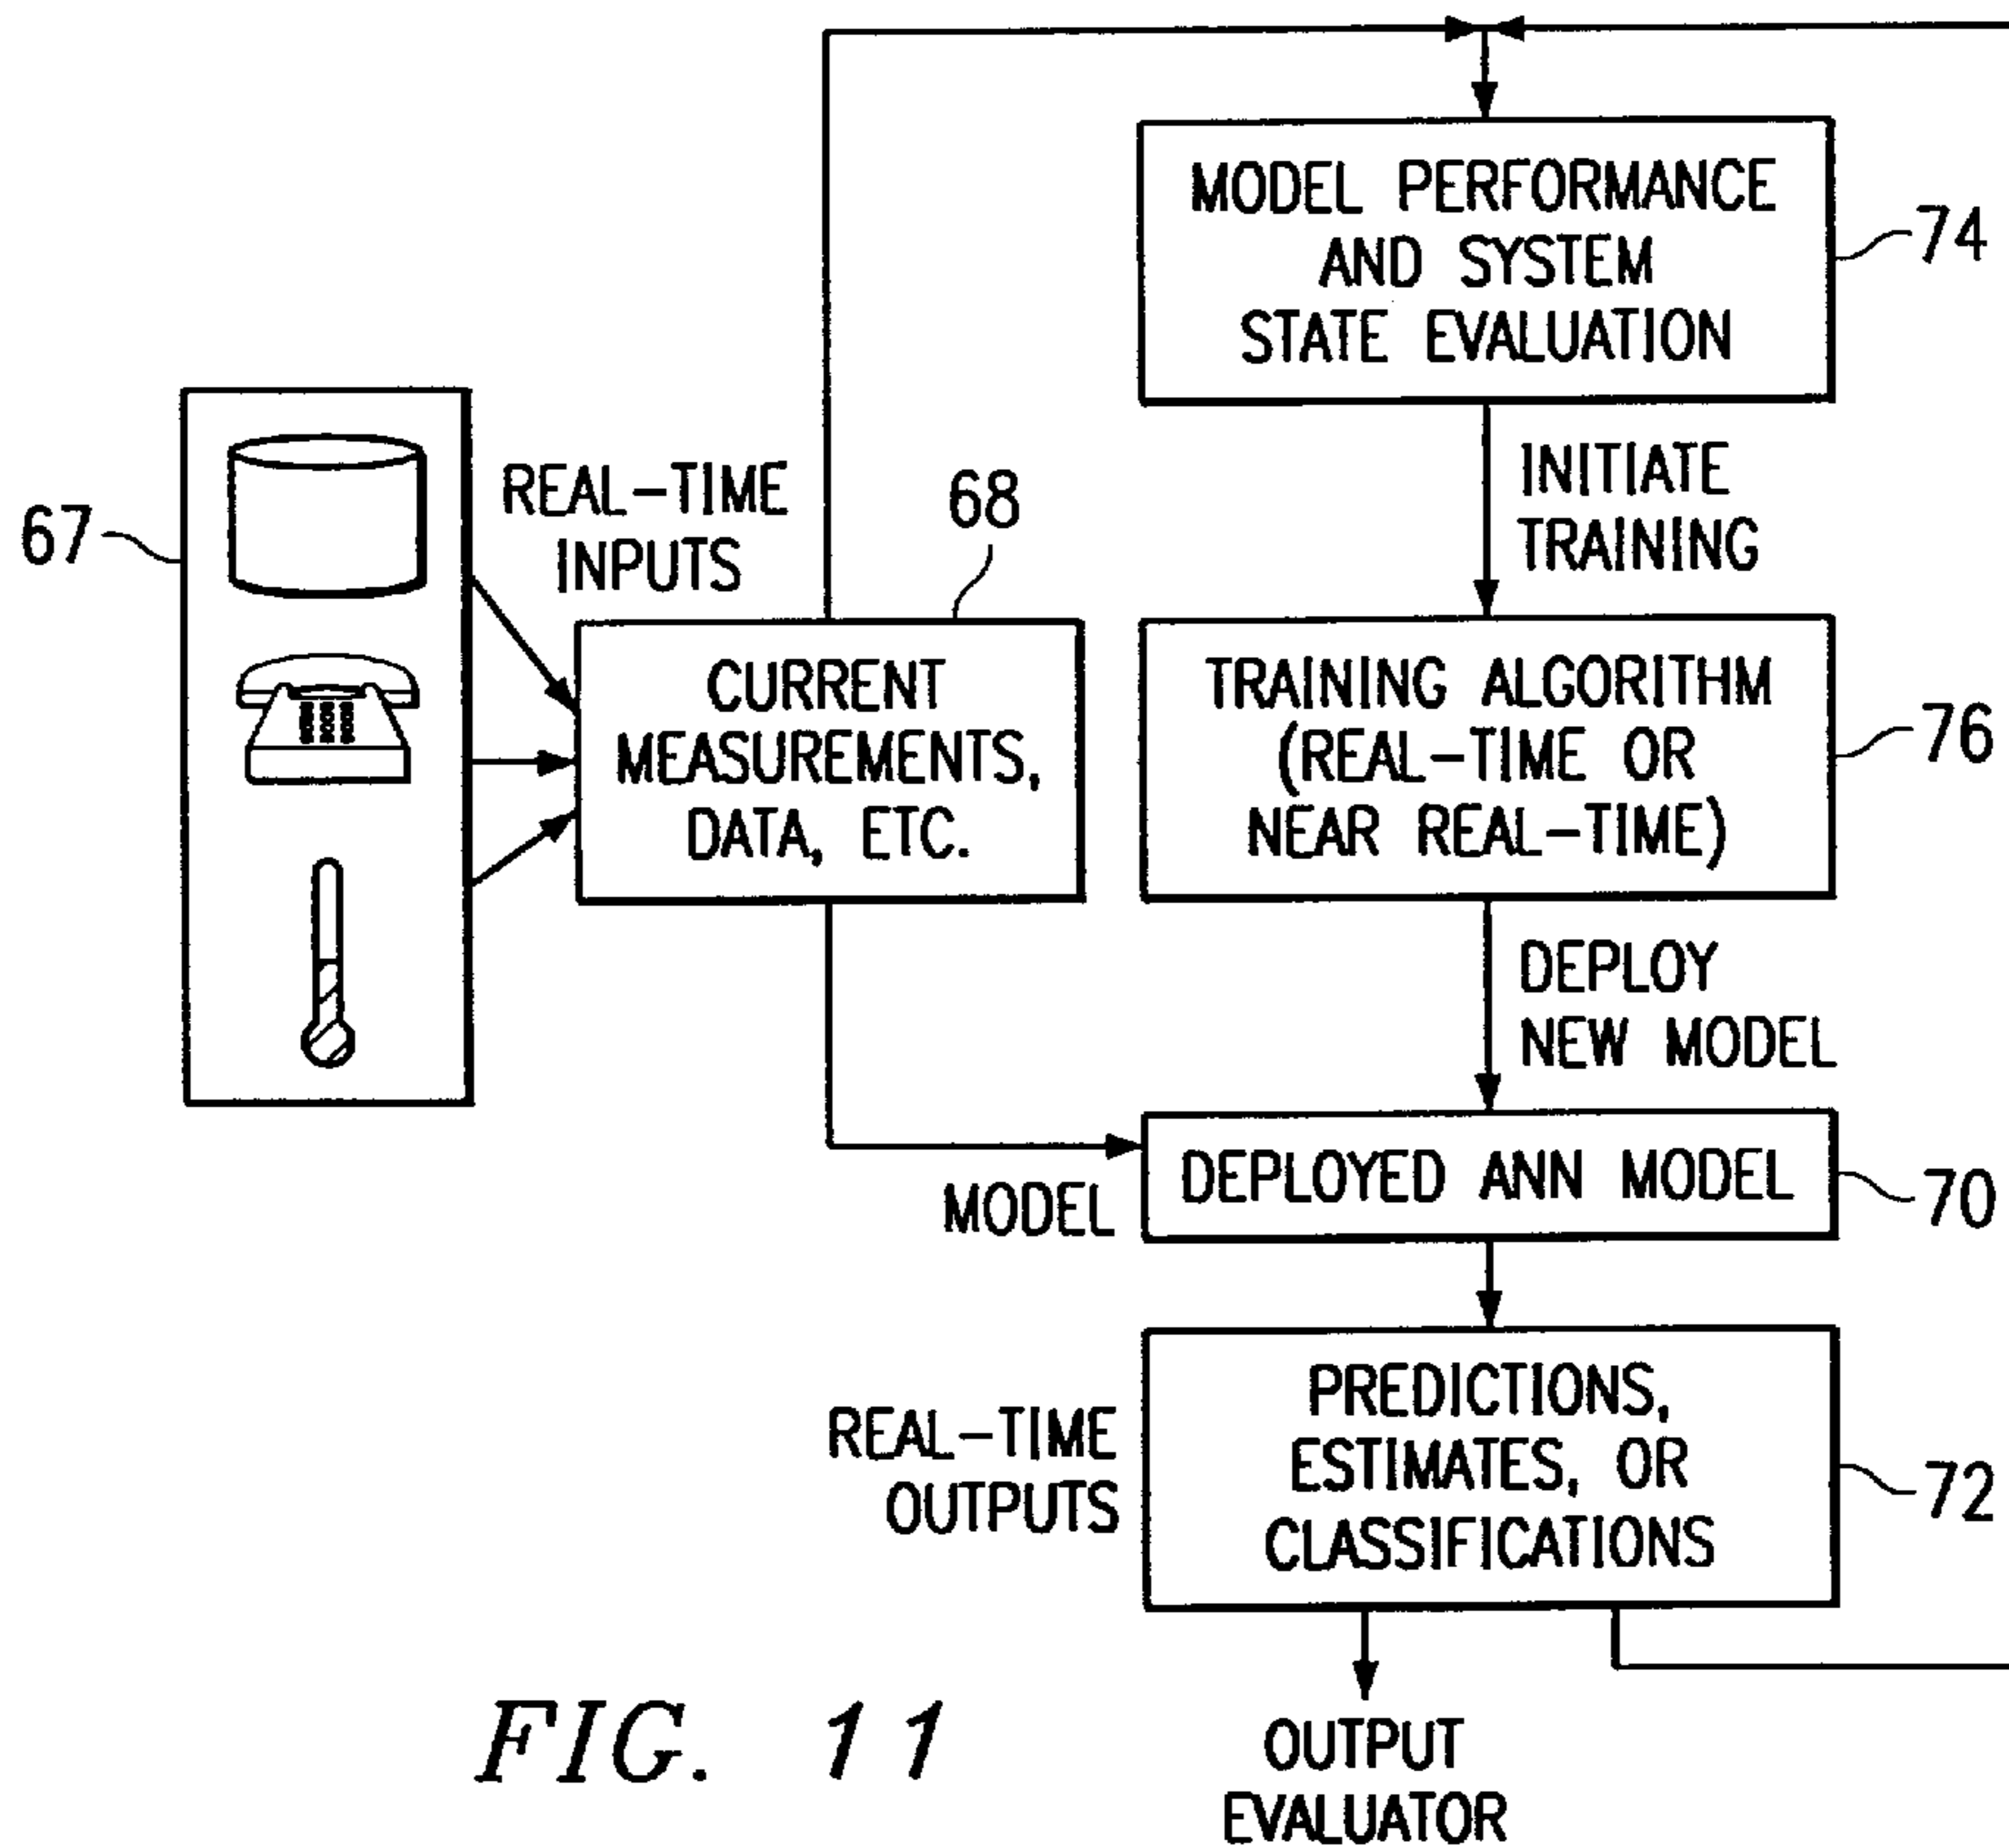 MODEL PERFORMANCE
AND SYSTEM
STATE EVALUATION
74
INITIATE
TRAINING
67
REAL-TIME
INPUTS
68
CURRENT
MEASUREMENTS,
DATA, ETC.
TRAINING ALGORITHM
(REAL-TIME OR
NEAR REAL-TIME)
76
DEPLOY
NEW MODEL
MODEL
DEPLOYED ANN MODEL
70
REAL-TIME
OUTPUTS
PREDICTIONS,
ESTIMATES, OR
CLASSIFICATIONS
72
OUTPUT
EVALUATOR
FIG. 11